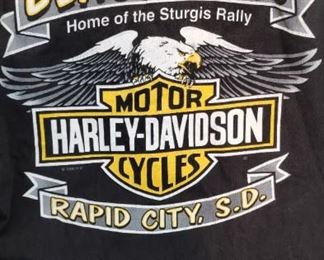 Home of the Sturgis Rally
MOTOR
HARLEY-DAVIDSON
CYCLES
RAPID CITY, S.D.